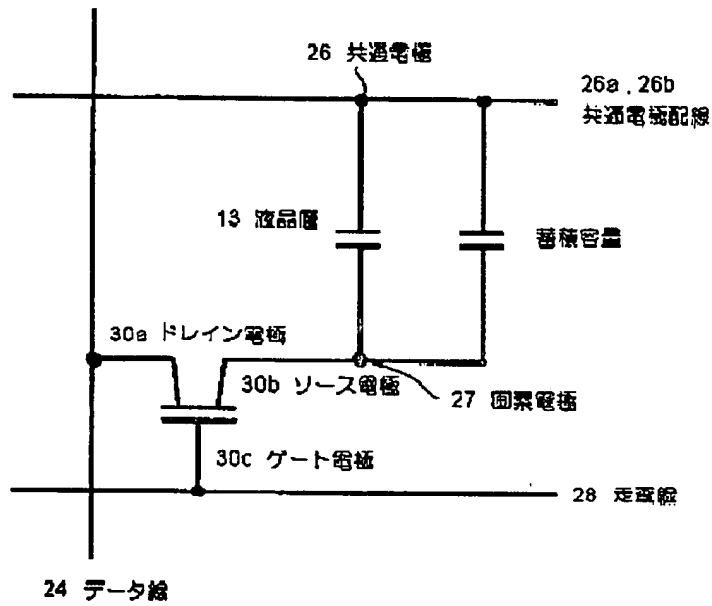 26 共通電極
26a, 26b
共通電極配線
13 液晶層
蓄積容量
30a ドレイン電極
30b ソース電極
27 画素電極
30c ゲート電極
28 走査線
24 データ線